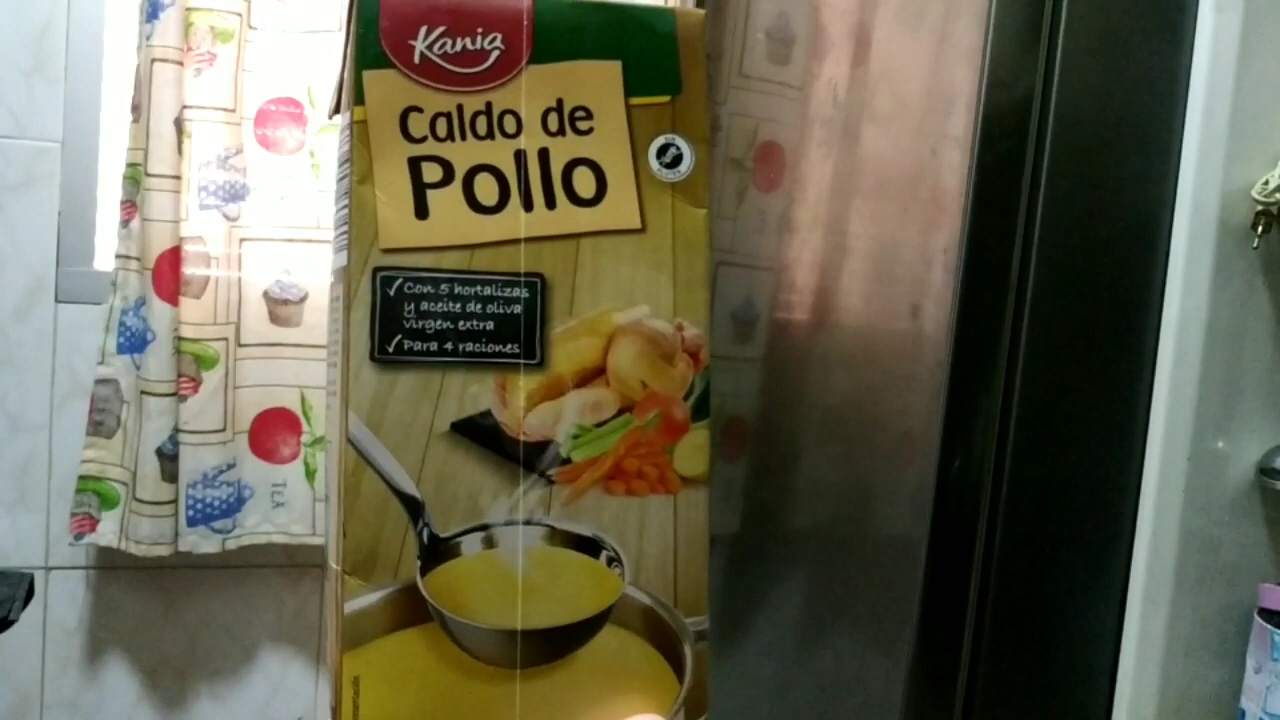 Kania
Caldo de
Pollo
✓ Con 5 hortalizas
y aceite de oliva
virgen extra
✓ Para 4 raciones
TEA